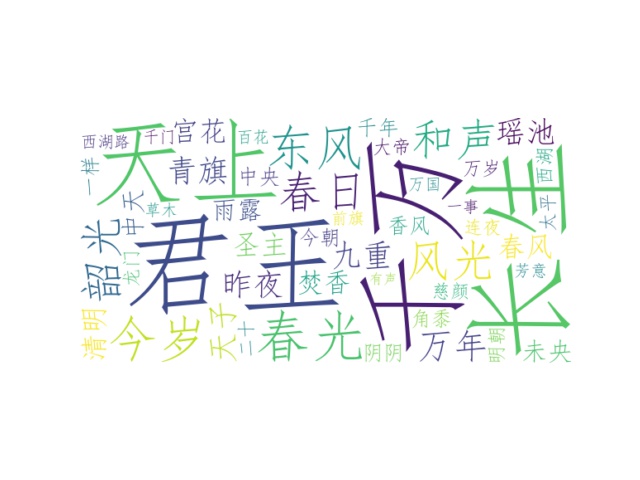 西湖路
千门
宫花
百花
东风
千年
和声
瑶池
一样
天上
青旗
中央
春日
大帝
万岁
万国
西湖
长生
千万
韶光
中天
草木
雨露
君王
前旗
香风
一事
连夜
太平
春风
龙门
圣主
今朝
九重
风光
芳意
清明
昨夜
焚香
有声
慈颜
今岁
天子
二十
春光
阴阴
角黍
万年
明朝
未央